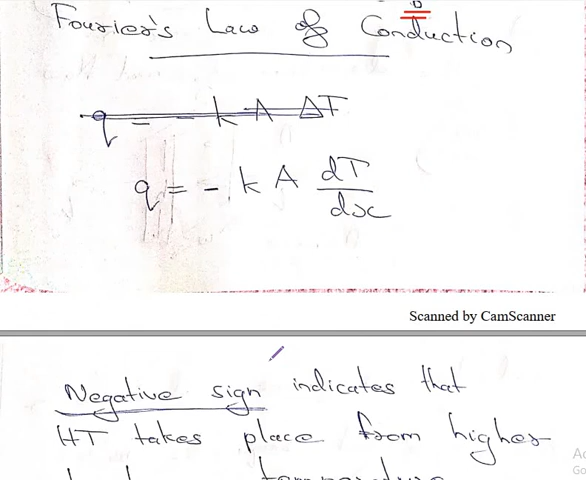 Fourier's Law of Conduction
q = - k A ΔT
q = - k A dT/dx
Scanned by CamScanner
Negative sign indicates that
HT takes place from higher
temperature